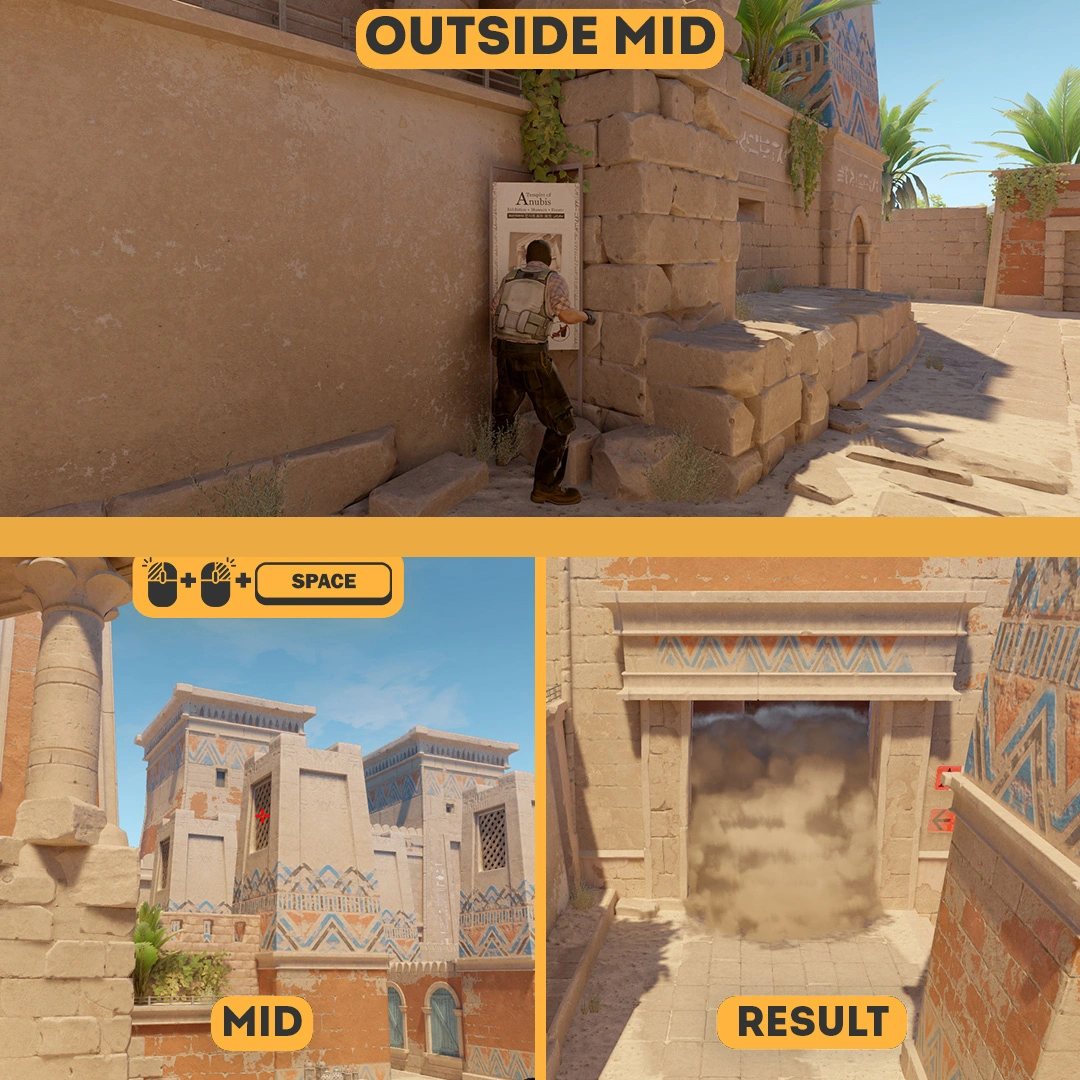 OUTSIDE MID
Temples of
Anubis
+
+
SPACE
MID
RESULT